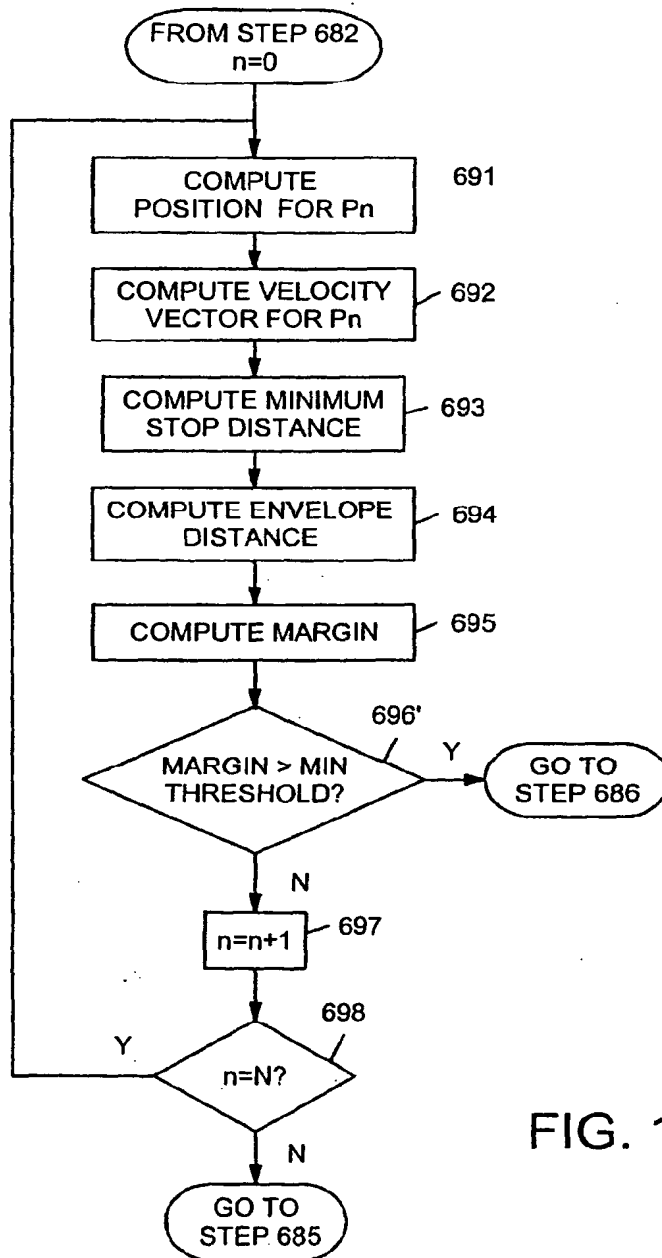 FROM STEP 682
n=0
COMPUTE
POSITION FOR Pn
691
COMPUTE VELOCITY
VECTOR FOR Pn
692
COMPUTE MINIMUM
STOP DISTANCE
693
COMPUTE ENVELOPE
DISTANCE
694
COMPUTE MARGIN
695
696'
MARGIN > MIN
THRESHOLD?
Y
GO TO
STEP 686
N
n=n+1
697
698
Y
n=N?
N
FIG. 1
GO TO
STEP 685